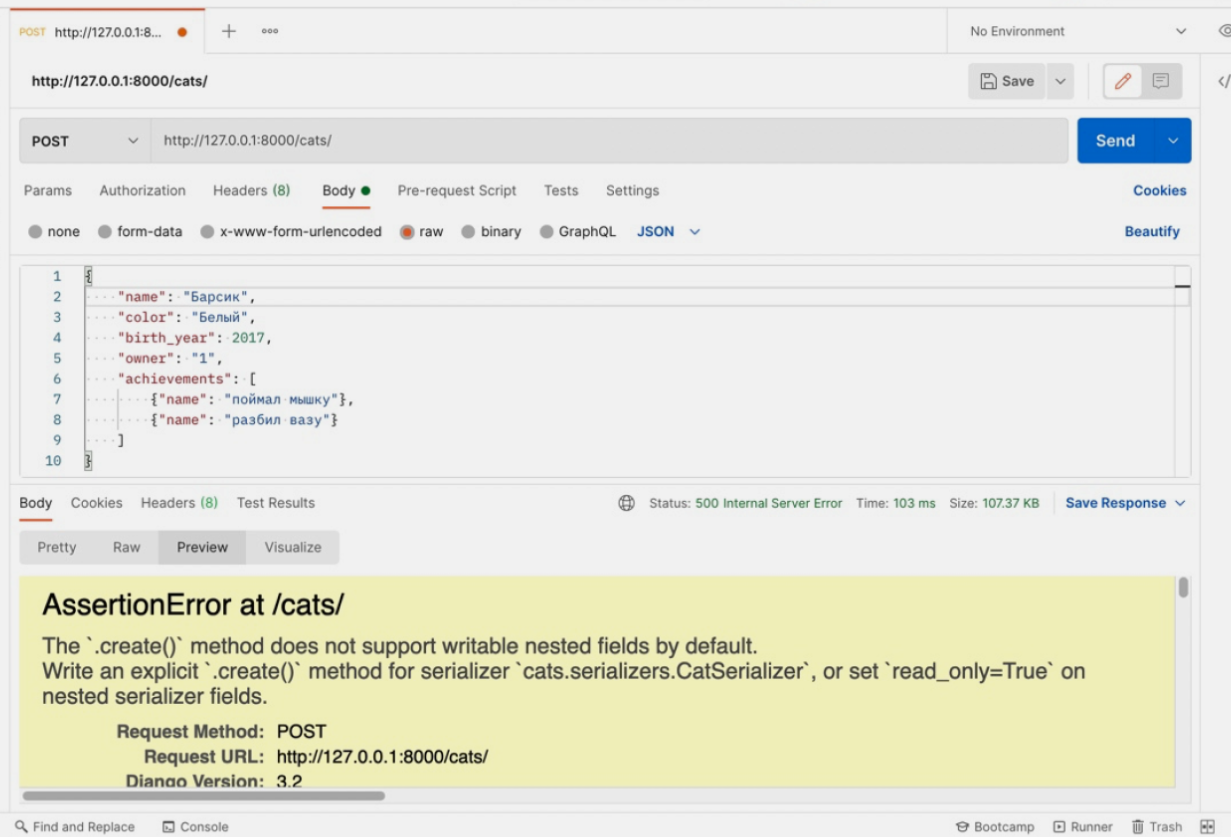 POST http://127.0.0.1:8... No Environment
http://127.0.0.1:8000/cats/ Save
POST http://127.0.0.1:8000/cats/ Send
Params Authorization Headers (8) Body Pre-request Script Tests Settings Cookies
none form-data x-www-form-urlencoded raw binary GraphQL JSON Beautify
1 {
2 "name": "Барсик",
3 "color": "Белый",
4 "birth_year": 2017,
5 "owner": "1",
6 "achievements": [
7 {"name": "поймал мышку"},
8 {"name": "разбил вазу"}
9 ]
10 }
Body Cookies Headers (8) Test Results Status: 500 Internal Server Error Time: 103 ms Size: 107.37 KB Save Response
Pretty Raw Preview Visualize
AssertionError at /cats/
The `.create()` method does not support writable nested fields by default.
Write an explicit `.create()` method for serializer `cats.serializers.CatSerializer`, or set `read_only=True` on
nested serializer fields.
Request Method: POST
Request URL: http://127.0.0.1:8000/cats/
Django Version: 3.2
Find and Replace Console Bootcamp Runner Trash